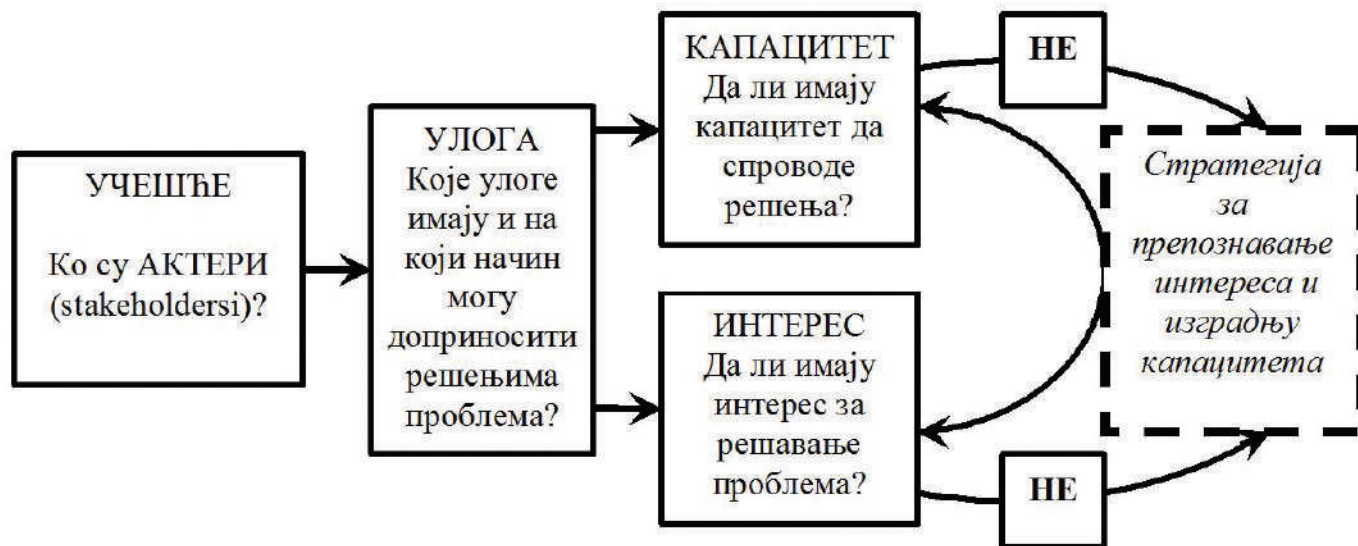 УЧЕШЋЕ
Ко су АКТЕРИ
(stakeholdersi)?
УЛОГА
Које улоге
имају и на
који начин
могу
доприносити
решењима
проблема?
КАПАЦИТЕТ
Да ли имају
капацитет да
спроводе
решења?
ИНТЕРЕС
Да ли имају
интерес за
решавање
проблема?
НЕ
НЕ
Стратегија
за
препознавање
интереса и
изградњу
капацитета